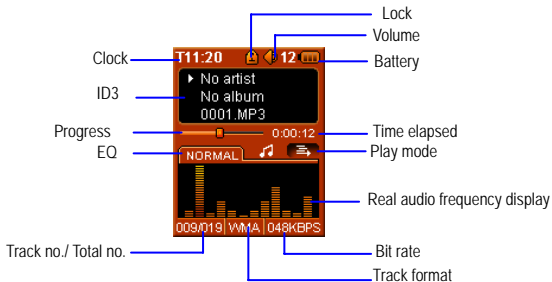 Lock
Volume
Clock
T11:20 12
Battery
No artist
ID3
No album
0001.MP3
Progress
0:00:12
Time elapsed
EQ
NORMAL
Play mode
Real audio frequency display
009/019 WMA 048KBPS
Track no./ Total no.
Bit rate
Track format